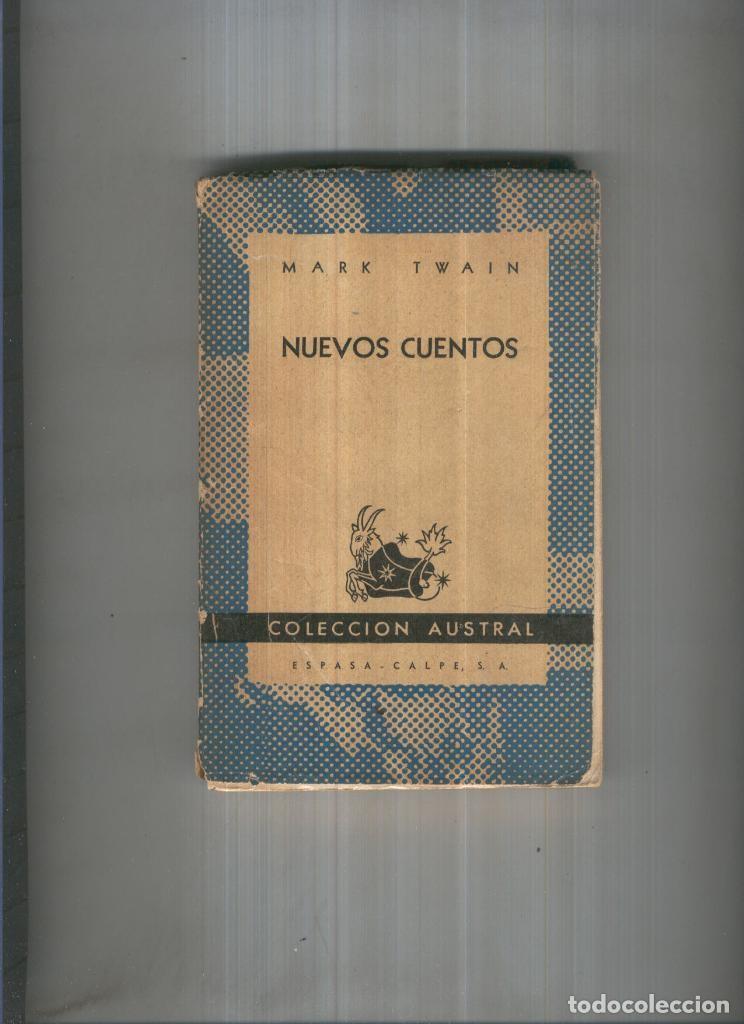 MARK TWAIN
NUEVOS CUENTOS
COLECCION AUSTRAL
ESPASA - CALPE, S. A.
todocoleccion